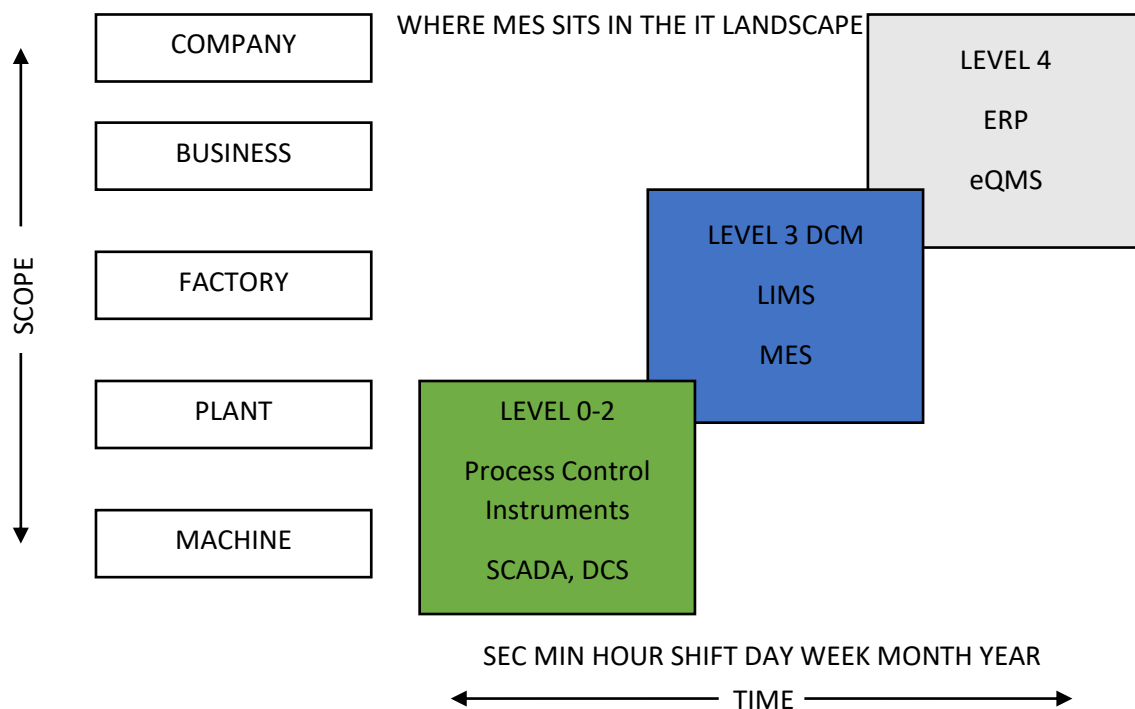 WHERE MES SITS IN THE IT LANDSCAPE
SCOPE
COMPANY
BUSINESS
FACTORY
PLANT
MACHINE
LEVEL 4
ERP
eQMS
LEVEL 3 DCM
LIMS
MES
LEVEL 0-2
Process Control
Instruments
SCADA, DCS
SEC MIN HOUR SHIFT DAY WEEK MONTH YEAR
TIME